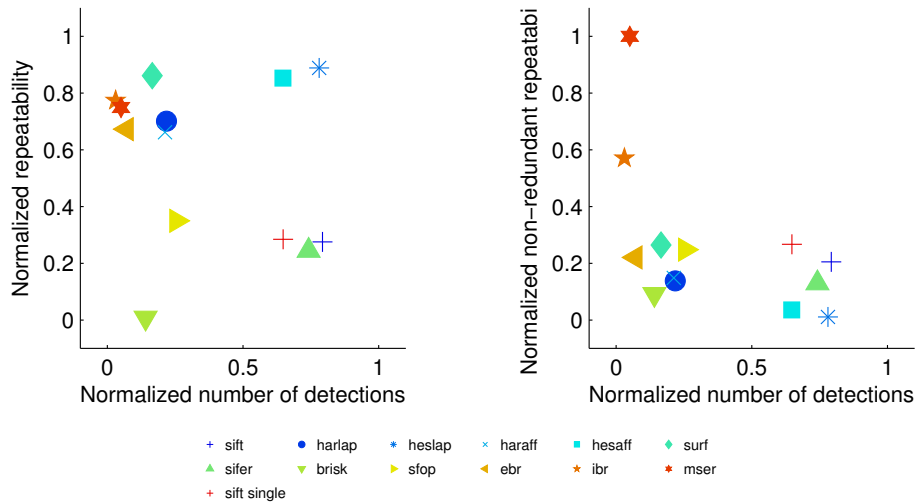 Normalized repeatability
1
0.8
0.6
0.4
0.2
0
0
0.5
1
Normalized number of detections
Normalized non-redundant repeatabi
1
0.8
0.6
0.4
0.2
0
0
0.5
1
Normalized number of detections
sift harlap heslap haraff hesaff surf
sifer brisk sfop ebr ibr mser
sift single